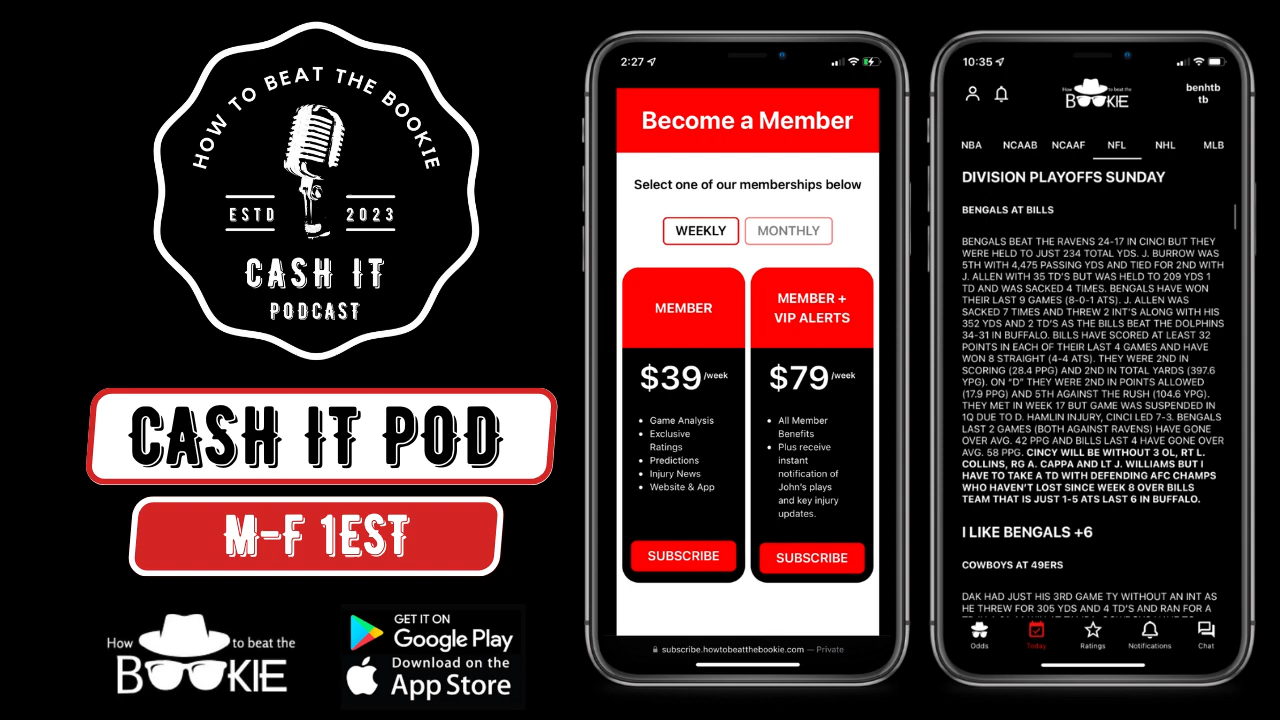 HOW TO BEAT THE BOOKIE
ESTD 2023
CASH IT
PODCAST
CASH IT POD
M-F 1EST
How to beat the
BOOKIE
GET IT ON
Google Play
Download on the
App Store
2:27
Become a Member
Select one of our memberships below
WEEKLY
MONTHLY
MEMBER
$39/week
Game Analysis
Exclusive
Ratings
Predictions
Injury News
Website & App
SUBSCRIBE
MEMBER +
VIP ALERTS
$79/week
All Member
Benefits
Plus receive
instant
notification of
John's plays
and key injury
updates.
SUBSCRIBE
subscribe.howtobeatthebookie.com — Private
10:35
How to be at the
BOOKIE
benhtb
tb
NBA NCAAB NCAAF NFL NHL MLB
DIVISION PLAYOFFS SUNDAY
BENGALS AT BILLS
BENGALS BEAT THE RAVENS 24-17 IN CINCI BUT THEY
WERE HELD TO JUST 234 TOTAL YDS. J. BURROW WAS
5TH WITH 4,475 PASSING YDS AND TIED FOR 2ND WITH
J. ALLEN WITH 35 TD'S BUT WAS HELD TO 209 YDS 1
TD AND WAS SACKED 4 TIMES. BENGALS HAVE WON
THEIR LAST 9 GAMES (8-0-1 ATS). J. ALLEN WAS
SACKED 7 TIMES AND THREW 2 INT'S ALONG WITH HIS
352 YDS AND 2 TD'S AS THE BILLS BEAT THE DOLPHINS
34-31 IN BUFFALO. BILLS HAVE SCORED AT LEAST 32
POINTS IN EACH OF THEIR LAST 4 GAMES AND HAVE
WON 8 STRAIGHT (4-4 ATS). THEY WERE 2ND IN
SCORING (28.4 PPG) AND 2ND IN TOTAL YARDS (397.6
YPG). ON “D” THEY WERE 2ND IN POINTS ALLOWED
(17.9 PPG) AND 5TH AGAINST THE RUSH (104.6 YPG).
THEY MET IN WEEK 17 BUT GAME WAS SUSPENDED IN
1Q DUE TO D. HAMLIN INJURY. CINCI LED 7-3. BENGALS
LAST 2 GAMES (BOTH AGAINST RAVENS) HAVE GONE
OVER AVG. 42 PPG AND BILLS LAST 4 HAVE GONE OVER
AVG. 58 PPG. CINCY WILL BE WITHOUT 3 OL, RT L.
COLLINS, RG A. CAPPA AND LT J. WILLIAMS BUT I
HAVE TO TAKE A TD WITH DEFENDING AFC CHAMPS
WHO HAVEN'T LOST SINCE WEEK 8 OVER BILLS
TEAM THAT IS JUST 1-5 ATS LAST 6 IN BUFFALO.
I LIKE BENGALS +6
COWBOYS AT 49ERS
DAK HAD JUST HIS 3RD GAME TY WITHOUT AN INT AS
HE THREW FOR 305 YDS AND 4 TD'S AND RAN FOR A
Odds Today Ratings Notifications Chat